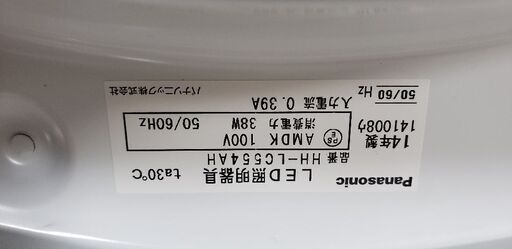 Panasonic
LED照明器具 ta30℃
品番 HH-LC554AH
AMDK 100V
消費電力 38W 50/60Hz
入力電流 0.39A
14年製
141008
PS E
50/60 Hz
パナソニック株式会社